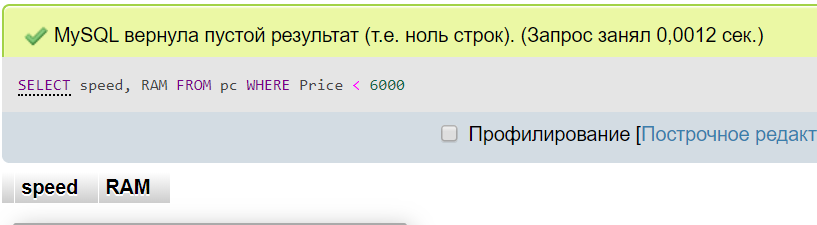 MySQL вернула пустой результат (т.е. ноль строк). (Запрос занял 0,0012 сек.)
SELECT speed, RAM FROM pc WHERE Price < 6000
Профилирование [Построчное редакт
speed RAM